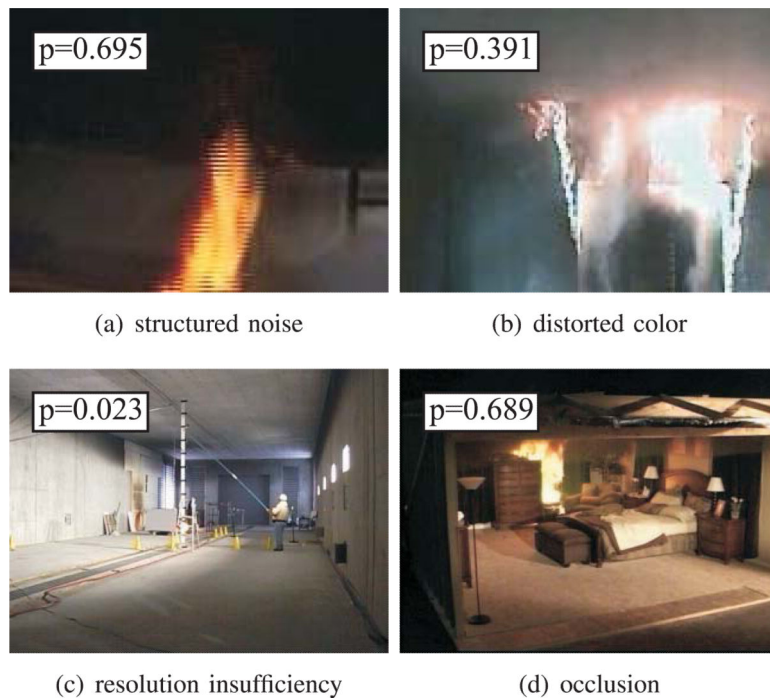 p=0.695
p=0.391
(a) structured noise
(b) distorted color
p=0.023
p=0.689
(c) resolution insufficiency
(d) occlusion